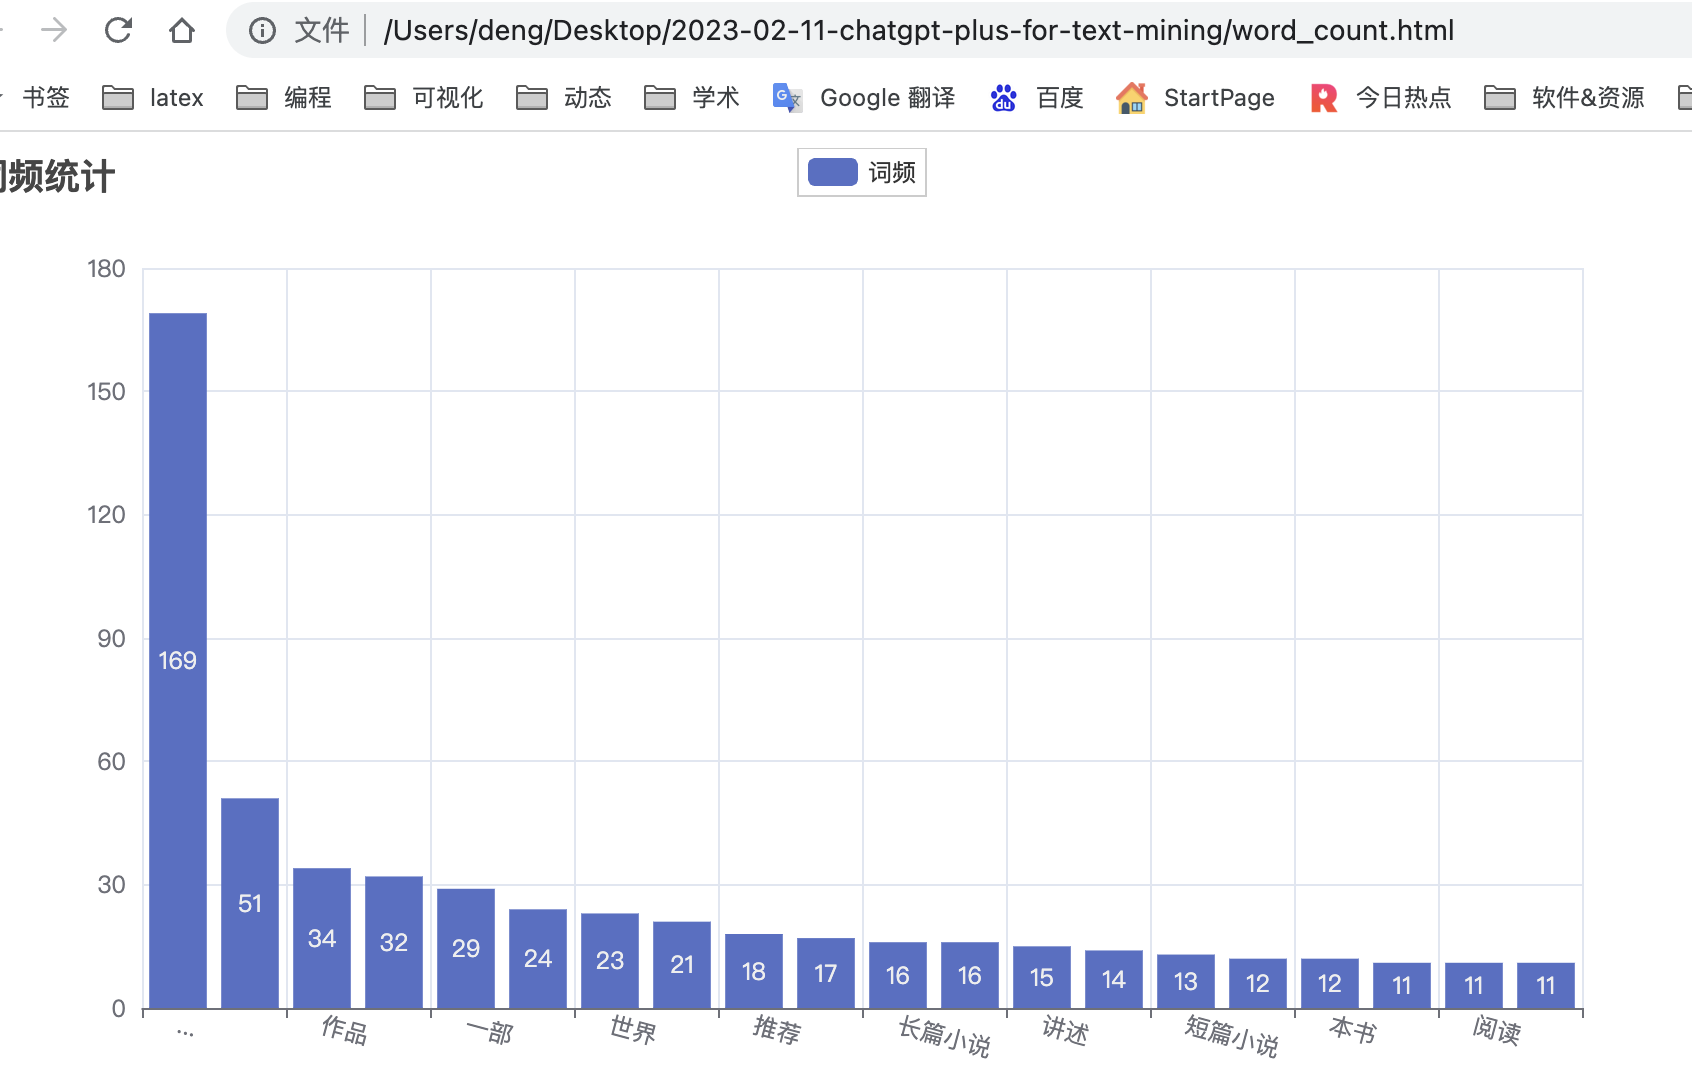 文件 /Users/deng/Desktop/2023-02-11-chatgpt-plus-for-text-mining/word_count.html
书签 latex 编程 可视化 动态 学术 Google 翻译 百度 StartPage 今日热点 软件&资源
词频统计 词频
180
150
120
90
60
30
0
169 51 34 32 29 24 23 21 18 17 16 16 15 14 13 12 12 11 11 11
... 作品 一部 世界 推荐 长篇小说 讲述 短篇小说 本书 阅读